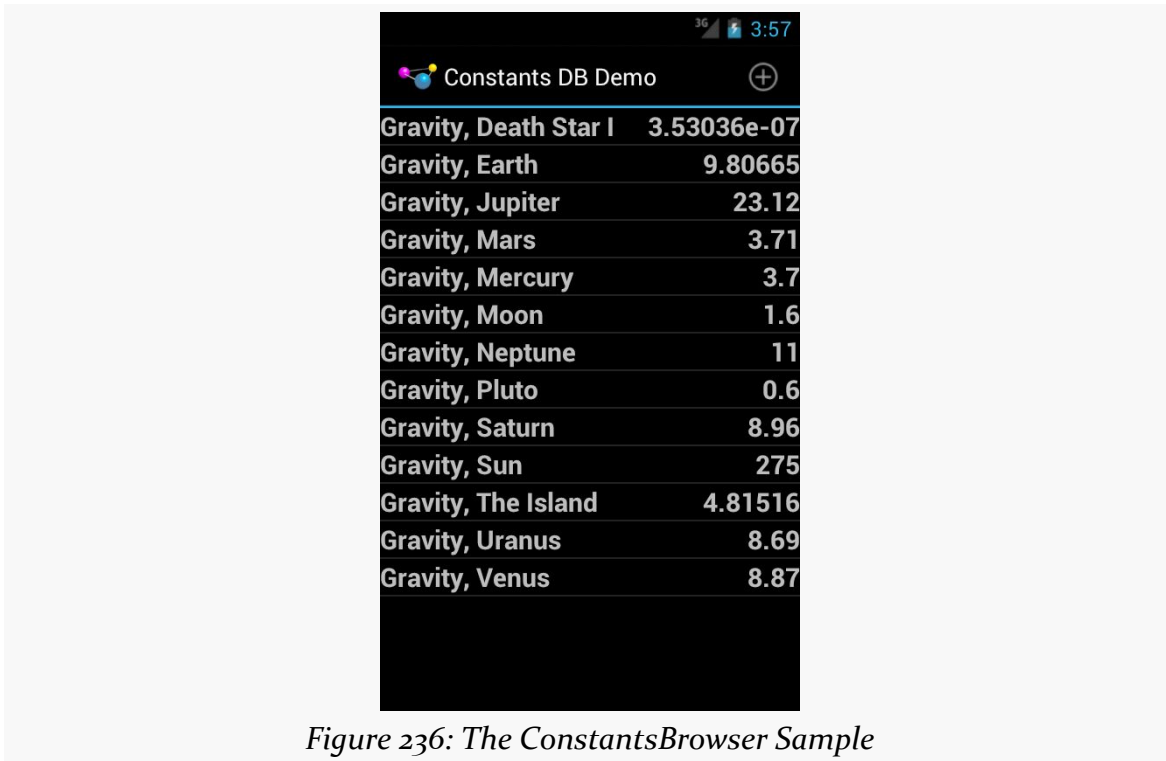 3G 3:57
Constants DB Demo
Gravity, Death Star I 3.53036e-07
Gravity, Earth 9.80665
Gravity, Jupiter 23.12
Gravity, Mars 3.71
Gravity, Mercury 3.7
Gravity, Moon 1.6
Gravity, Neptune 11
Gravity, Pluto 0.6
Gravity, Saturn 8.96
Gravity, Sun 275
Gravity, The Island 4.81516
Gravity, Uranus 8.69
Gravity, Venus 8.87
Figure 236: The ConstantsBrowser Sample